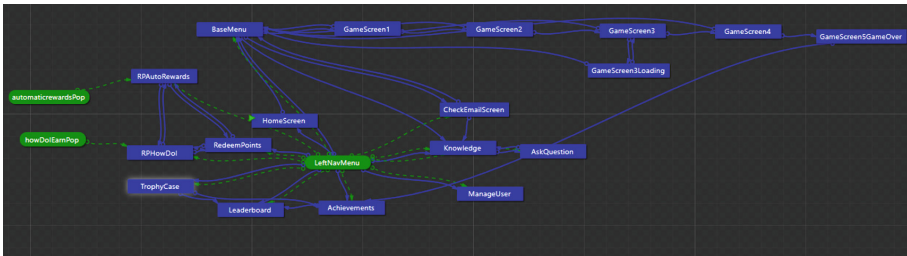 BaseMenu
GameScreen1
GameScreen2
GameScreen3
GameScreen4
GameScreen5GameOver
GameScreen3Loading
RPAutoRewards
automaticrewardsPop
CheckEmailScreen
HomeScreen
howDoIEarnPop
RedeemPoints
Knowledge
AskQuestion
RPHowDoI
LeftNavMenu
TrophyCase
ManageUser
Leaderboard
Achievements